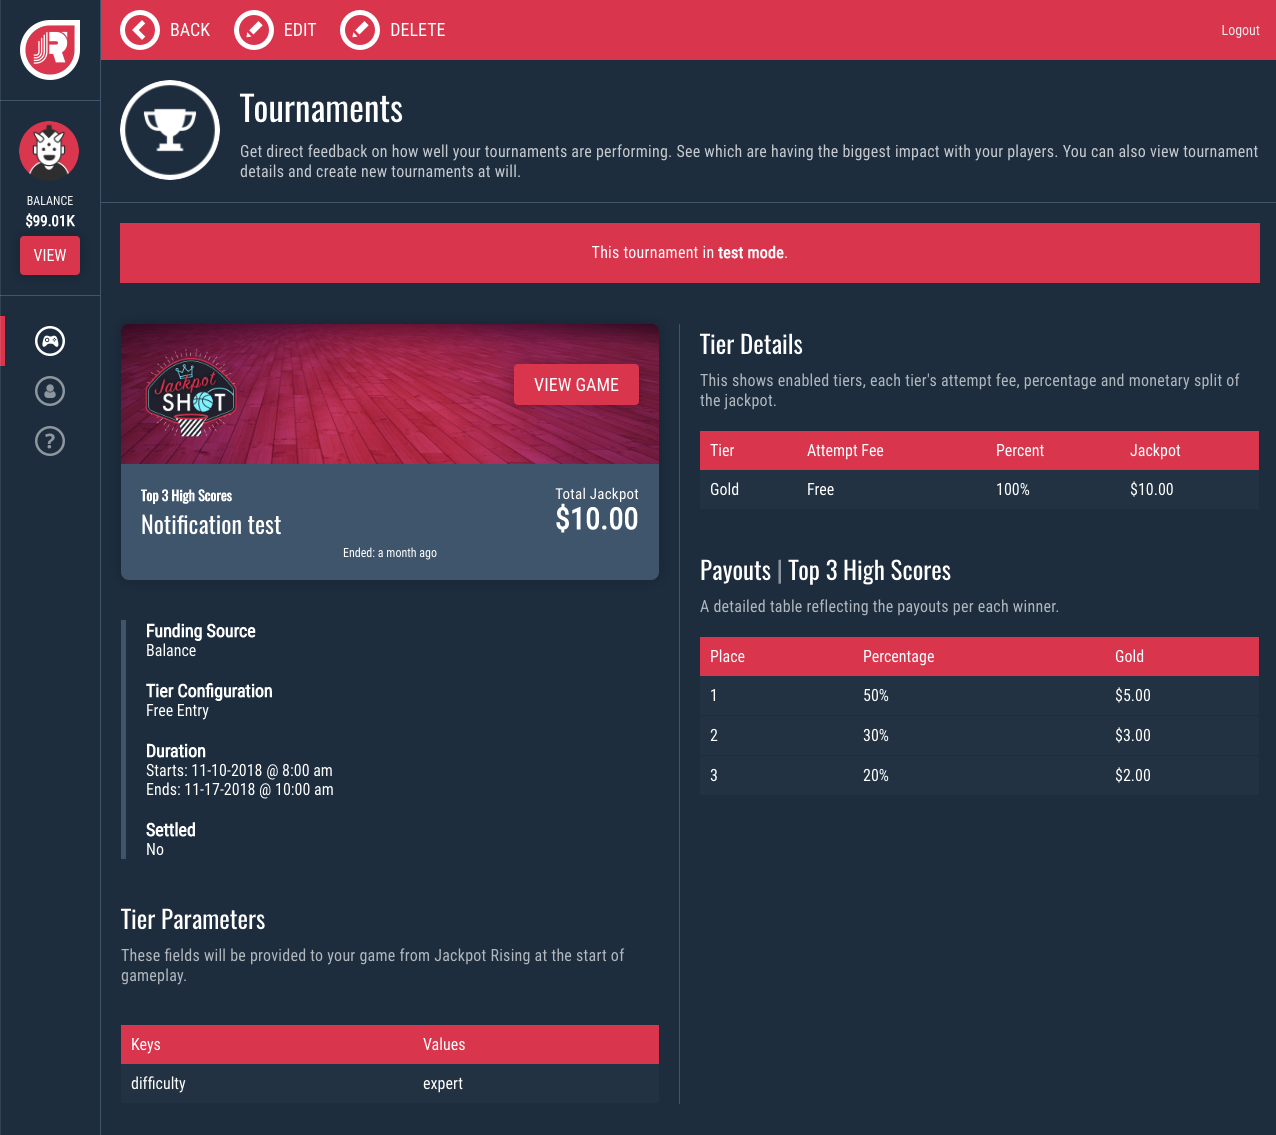 BACK
EDIT
DELETE
Logout
BALANCE
$99.01K
VIEW
Tournaments
Get direct feedback on how well your tournaments are performing. See which are having the biggest impact with your players. You can also view tournament
details and create new tournaments at will.
This tournament in test mode.
Jackpot
SHOT
VIEW GAME
Top 3 High Scores
Notification test
Total Jackpot
$10.00
Ended: a month ago
Funding Source
Balance
Tier Configuration
Free Entry
Duration
Starts: 11-10-2018 @ 8:00 am
Ends: 11-17-2018 @ 10:00 am
Settled
No
Tier Parameters
These fields will be provided to your game from Jackpot Rising at the start of
gameplay.
Keys Values
difficulty expert
Tier Details
This shows enabled tiers, each tier's attempt fee, percentage and monetary split of
the jackpot.
Tier Attempt Fee Percent Jackpot
Gold Free 100% $10.00
Payouts | Top 3 High Scores
A detailed table reflecting the payouts per each winner.
Place Percentage Gold
1 50% $5.00
2 30% $3.00
3 20% $2.00